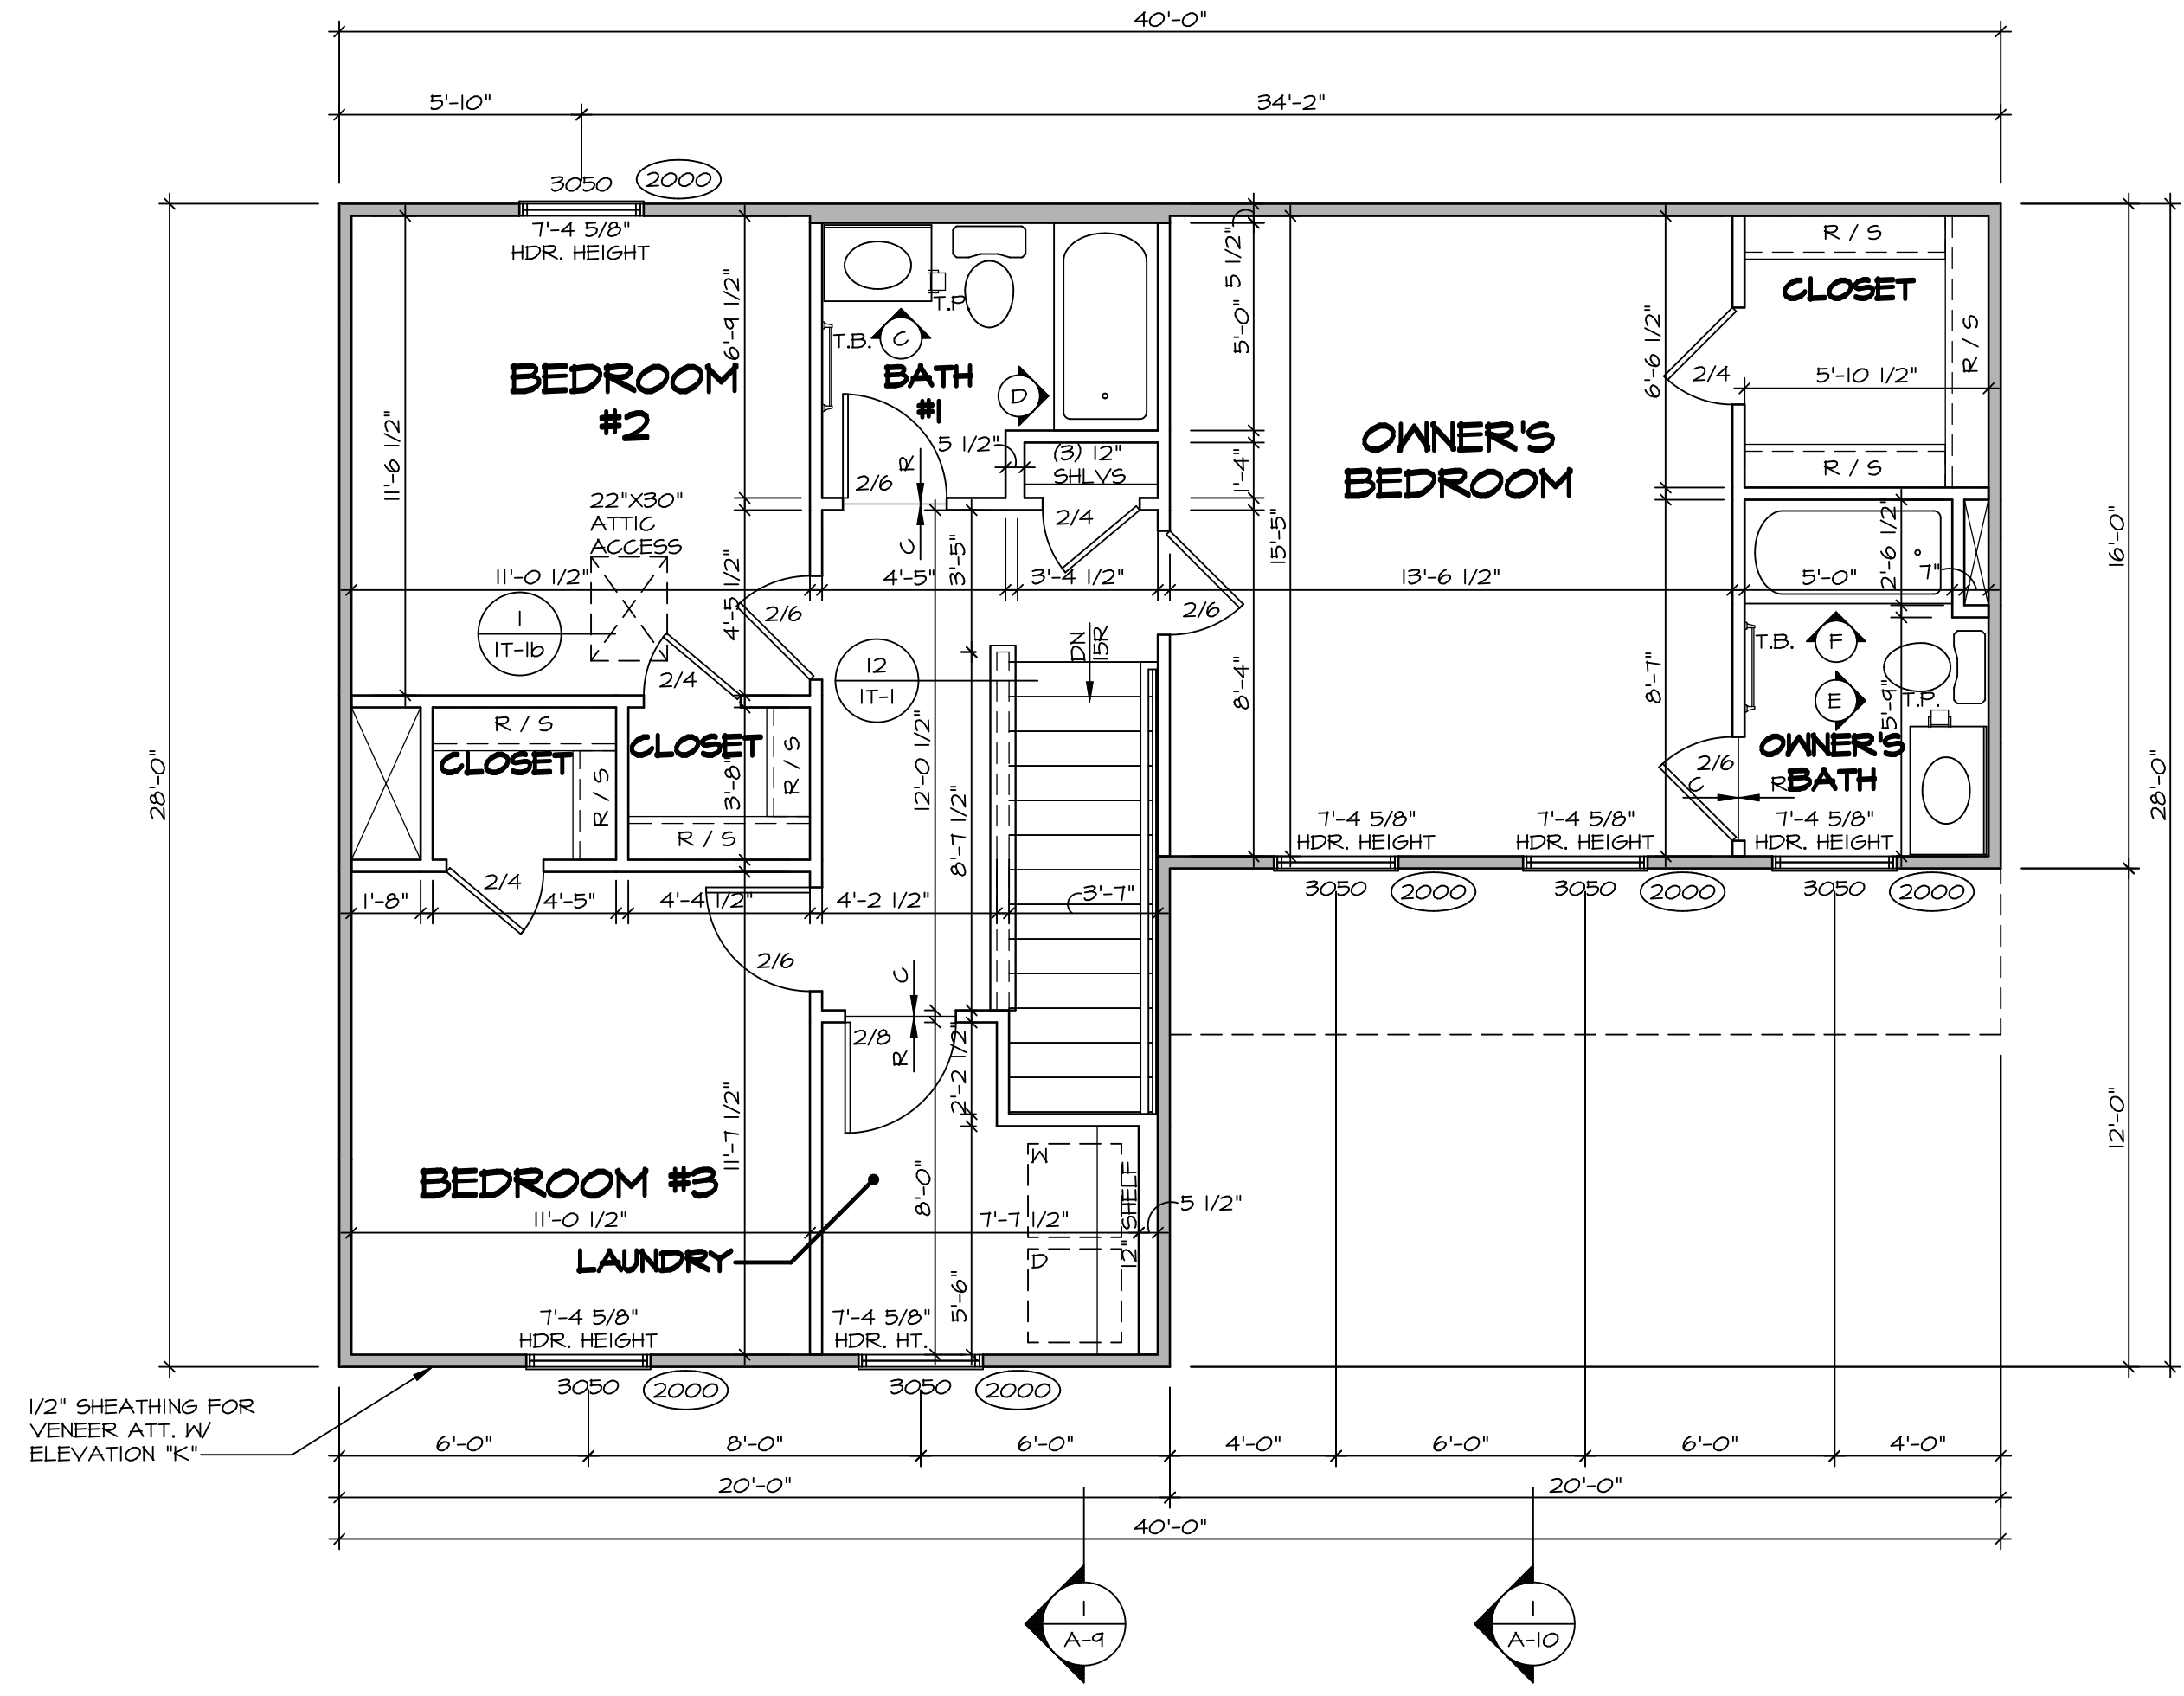 40'-0"
5'-10"
34'-2"
3050
2000
7'-4 5/8"
HDR. HEIGHT
R / S
CLOSET
T.P.
T.B.
C
BATH
#1
D
BEDROOM
#2
6'-9 1/2"
11'-6 1/2"
5 1/2"
5'-0"
1'-4"
15'-5"
6'-6 1/2"
2/4
5'-10 1/2"
R / S
OWNER'S
BEDROOM
5 1/2"
(3) 12"
SHLVS
R / S
2/6
R
C
2/4
22"X30"
ATTIC
ACCESS
11'-0 1/2"
4'-5 1/2"
2/6
4'-5"
3'-5"
3'-4 1/2"
2/6
13'-6 1/2"
5'-0"
2'-6 1/2"
7"
16'-0"
1
1T-1b
X
2/4
12
1T-1
DN
15R
8'-4"
8'-7"
T.B.
F
E
5'-9"
T.P.
OWNER'S
BATH
2/6
C
R
R / S
CLOSET
R / S
CLOSET
3'-8"
R / S
R / S
12'-0 1/2"
8'-7 1/2"
28'-0"
28'-0"
7'-4 5/8"
HDR. HEIGHT
7'-4 5/8"
HDR. HEIGHT
7'-4 5/8"
HDR. HEIGHT
3050
2000
3050
2000
3050
2000
1'-8"
2/4
4'-5"
4'-4 1/2"
4'-2 1/2"
3'-7"
2/6
C
2/8
R
2'-2 1/2"
11'-7 1/2"
12'-0"
BEDROOM #3
8'-0"
W
12" SHELF
5 1/2"
11'-0 1/2"
7'-7 1/2"
LAUNDRY
D
5'-6"
7'-4 5/8"
HDR. HEIGHT
7'-4 5/8"
HDR. HT.
3050
2000
3050
2000
1/2" SHEATHING FOR
VENEER ATT. W/
ELEVATION "K"
6'-0"
8'-0"
6'-0"
4'-0"
6'-0"
6'-0"
4'-0"
20'-0"
20'-0"
40'-0"
1
A-9
1
A-10